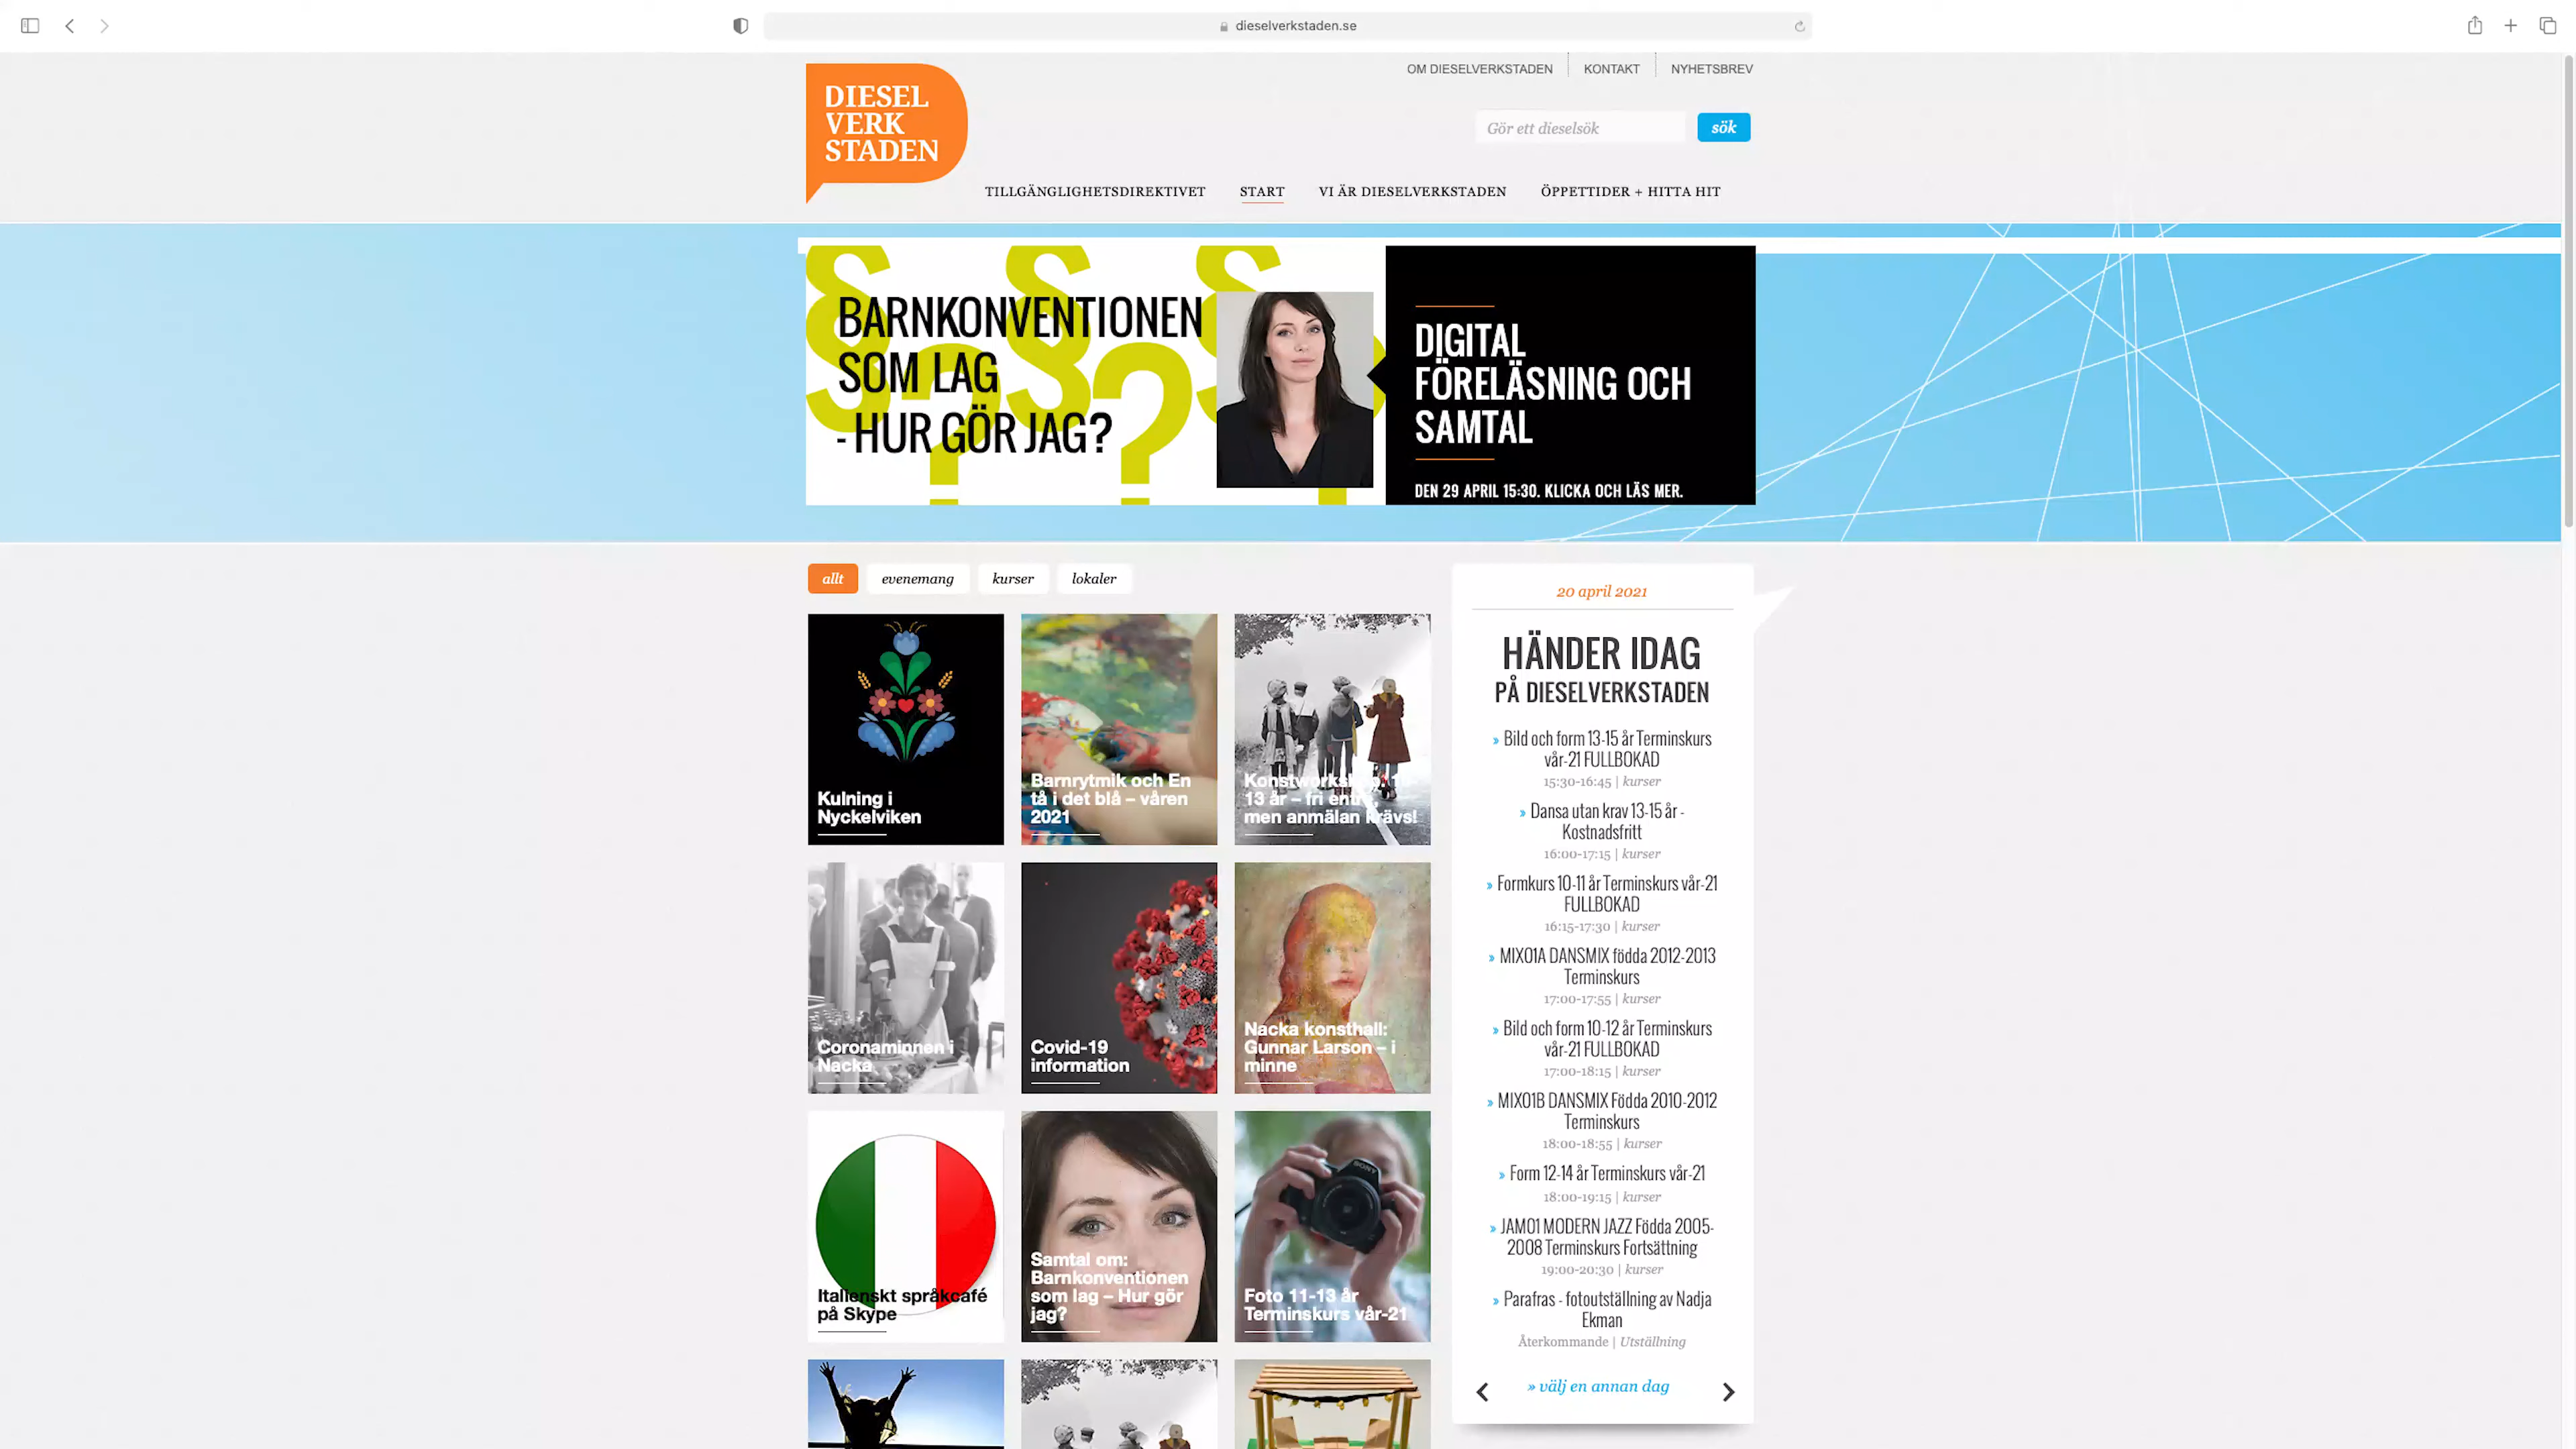 dieselverkstaden.se
DIESEL
VERK
STADEN
OM DIESELVERKSTADEN
KONTAKT
NYHETSBREV
Gör ett dieselsök
sök
TILLGÄNGLIGHETSDIREKTIVET
START
VI ÄR DIESELVERKSTADEN
ÖPPETTIDER + HITTA HIT
BARNKONVENTIONEN
SOM LAG
- HUR GÖR JAG?
DIGITAL
FÖRELÄSNING OCH
SAMTAL
DEN 29 APRIL 15:30. KLICKA OCH LÄS MER.
allt
evenemang
kurser
lokaler
Kulning i
Nyckelviken
Barnrytmik och En
tå i det blå – våren
2021
Konstworkshop
13 år – fri entré,
men anmälan krävs!
Coronaminnen i
Nacka
Covid-19
information
Nacka konsthall:
Gunnar Larson – i
minne
Italienskt språkcafé
på Skype
Samtal om:
Barnkonventionen
som lag – Hur gör
jag?
SONY
Foto 11-13 år
Terminskurs vår-21
20 april 2021
HÄNDER IDAG
PÅ DIESELVERKSTADEN
» Bild och form 13-15 år Terminskurs
vår-21 FULLBOKAD
15:30-16:45 | kurser
» Dansa utan krav 13-15 år -
Kostnadsfritt
16:00-17:15 | kurser
» Formkurs 10-11 år Terminskurs vår-21
FULLBOKAD
16:15-17:30 | kurser
» MIX01A DANSMIX födda 2012-2013
Terminskurs
17:00-17:55 | kurser
» Bild och form 10-12 år Terminskurs
vår-21 FULLBOKAD
17:00-18:15 | kurser
» MIX01B DANSMIX Födda 2010-2012
Terminskurs
18:00-18:55 | kurser
» Form 12-14 år Terminskurs vår-21
18:00-19:15 | kurser
» JAM01 MODERN JAZZ Födda 2005-
2008 Terminskurs Fortsättning
19:00-20:30 | kurser
» Parafras - fotoutställning av Nadja
Ekman
Återkommande | Utställning
» välj en annan dag